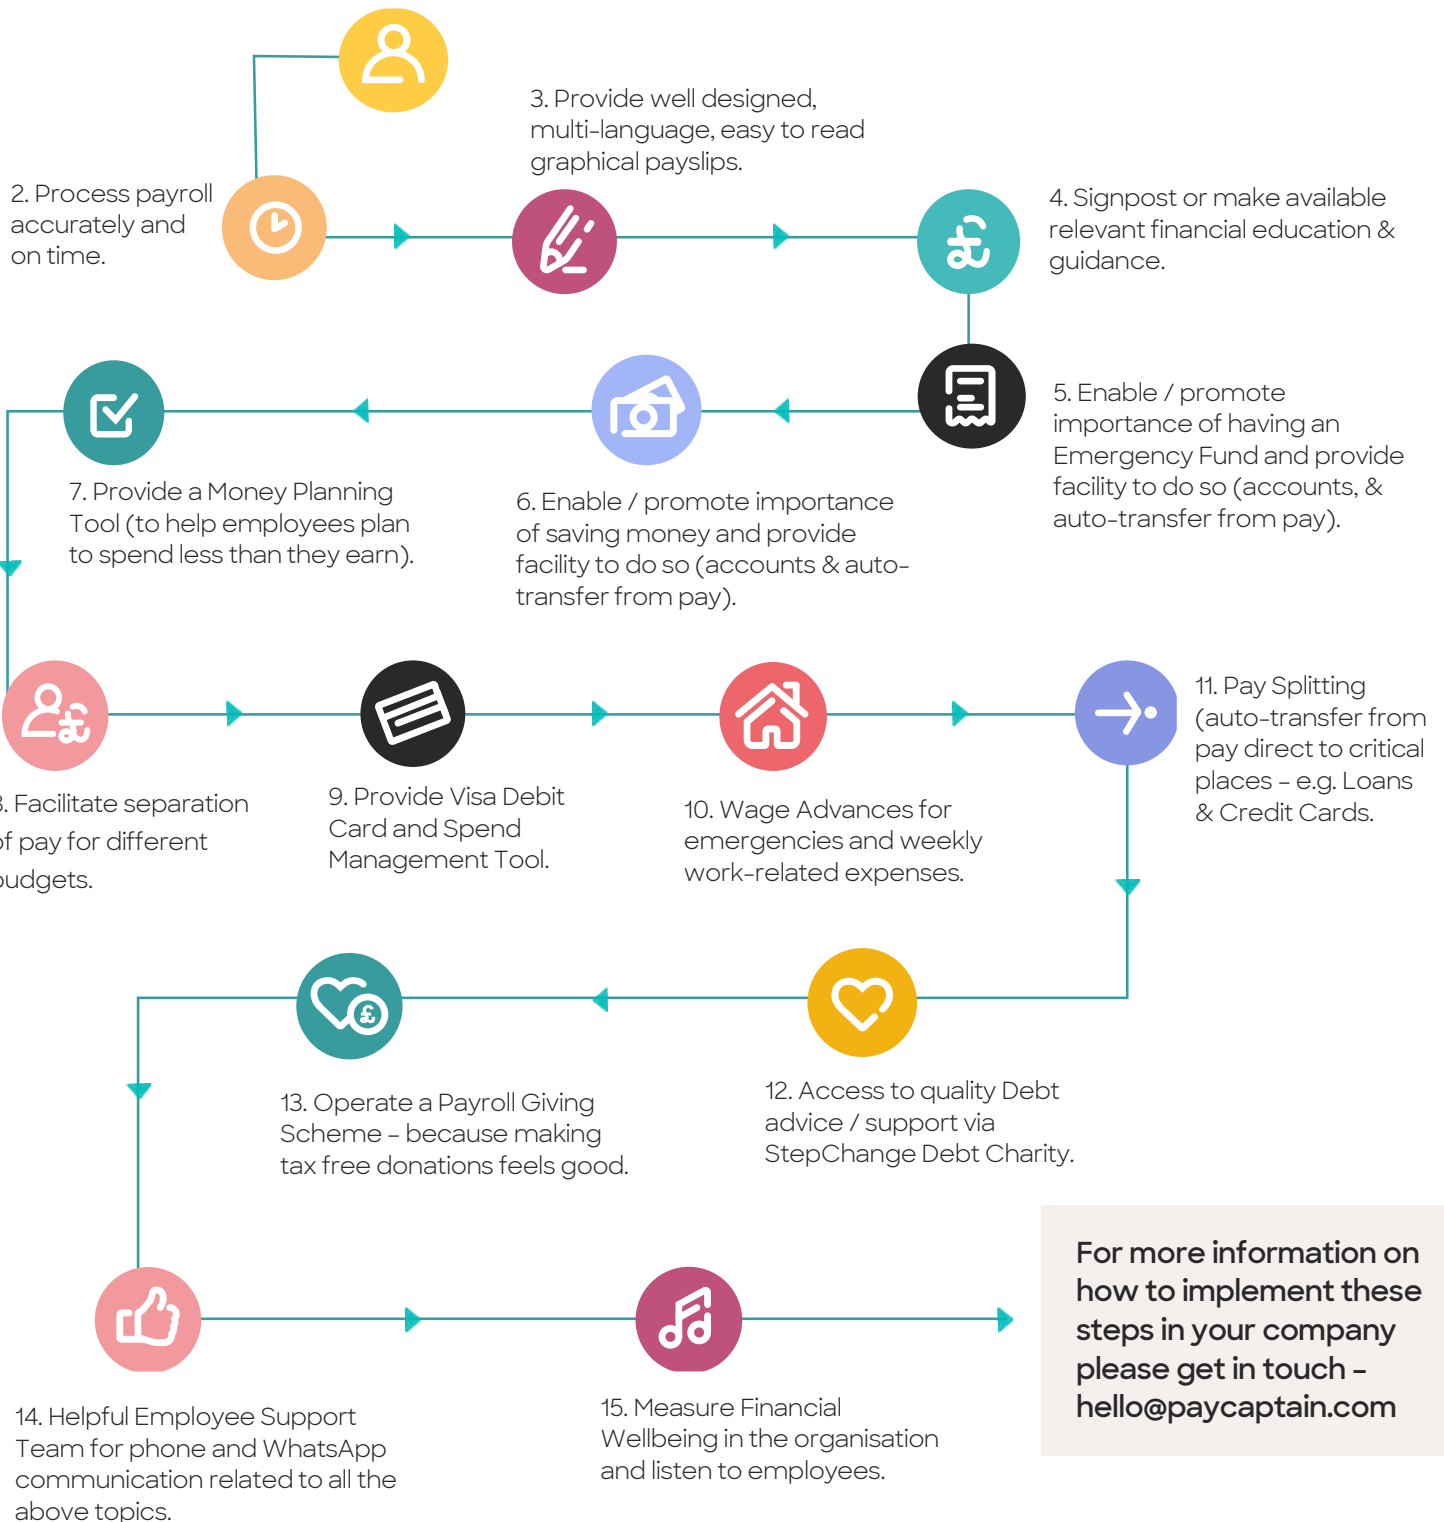 3. Provide well designed,
multi-language, easy to read
graphical payslips.
2. Process payroll
accurately and
on time.
4. Signpost or make available
relevant financial education &
guidance.
5. Enable / promote
importance of having an
Emergency Fund and provide
facility to do so (accounts, &
auto-transfer from pay).
7. Provide a Money Planning
Tool (to help employees plan
to spend less than they earn).
6. Enable / promote importance
of saving money and provide
facility to do so (accounts & auto-
transfer from pay).
8. Facilitate separation
of pay for different
budgets.
9. Provide Visa Debit
Card and Spend
Management Tool.
10. Wage Advances for
emergencies and weekly
work-related expenses.
11. Pay Splitting
(auto-transfer from
pay direct to critical
places – e.g. Loans
& Credit Cards.
13. Operate a Payroll Giving
Scheme – because making
tax free donations feels good.
12. Access to quality Debt
advice / support via
StepChange Debt Charity.
For more information on
how to implement these
steps in your company
please get in touch –
hello@paycaptain.com
14. Helpful Employee Support
Team for phone and WhatsApp
communication related to all the
above topics.
15. Measure Financial
Wellbeing in the organisation
and listen to employees.